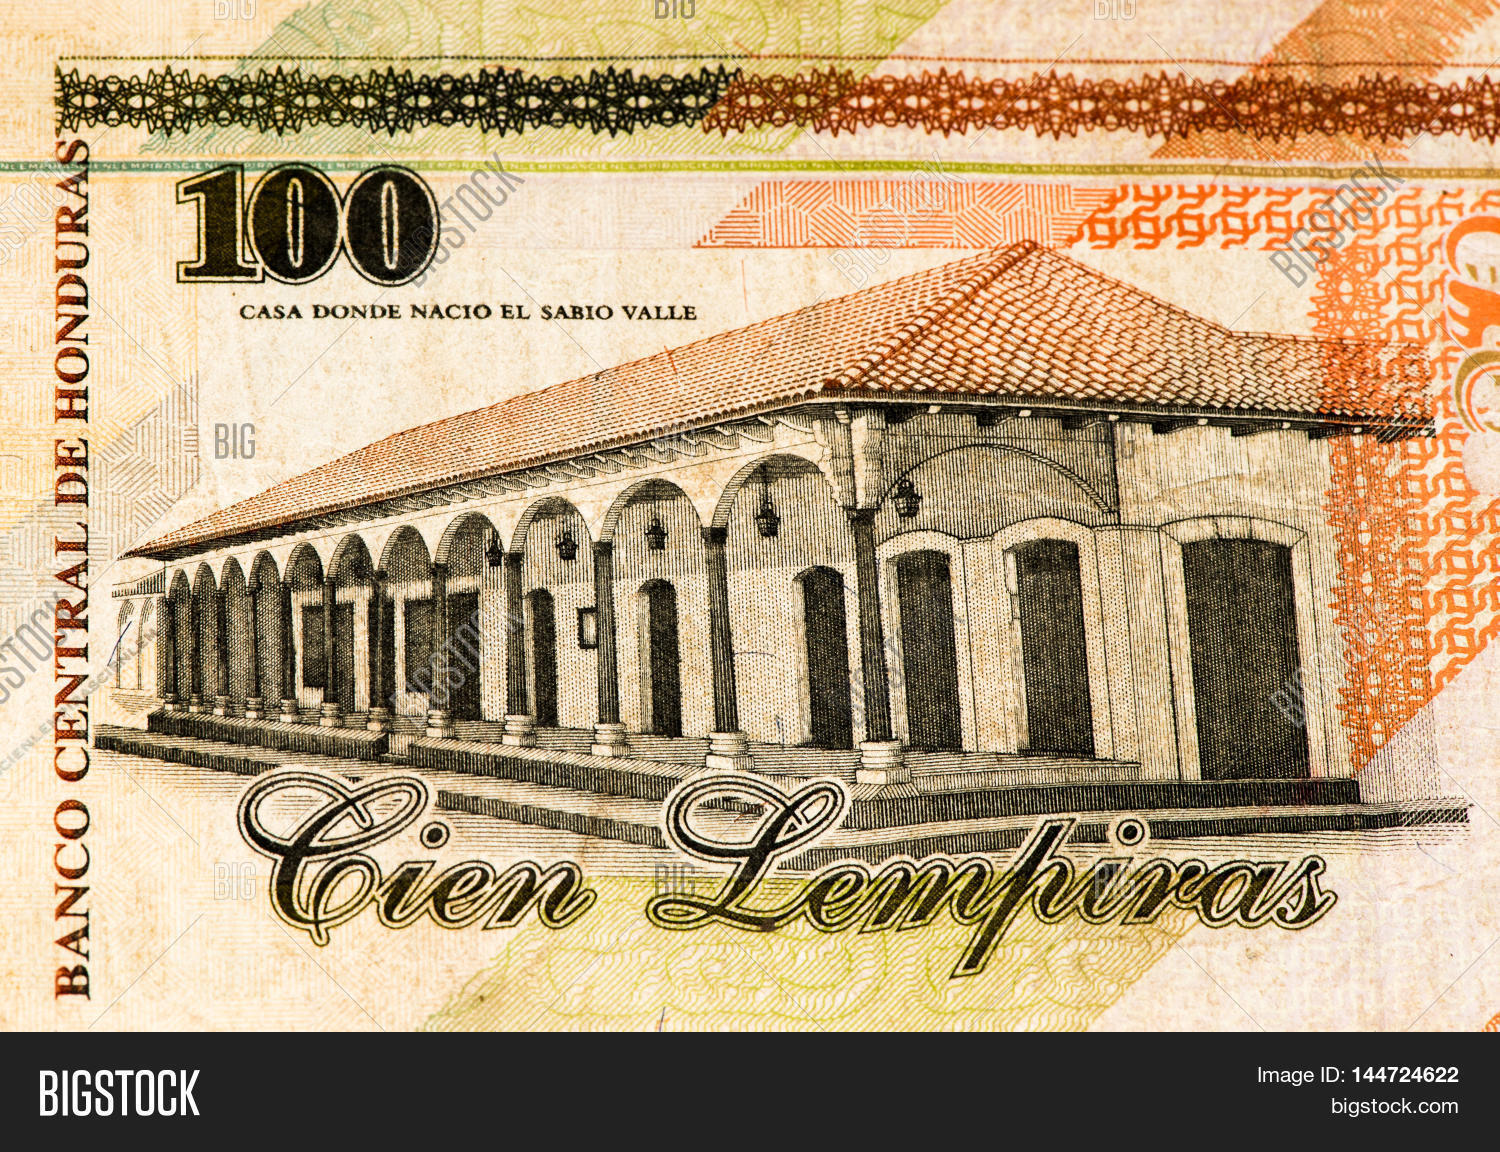 BANCO CENTRAL DE HONDURAS
100
CASA DONDE NACIO EL SABIO VALLE
Cien Lempiras
BIGSTOCK
Image ID: 144724622
bigstock.com